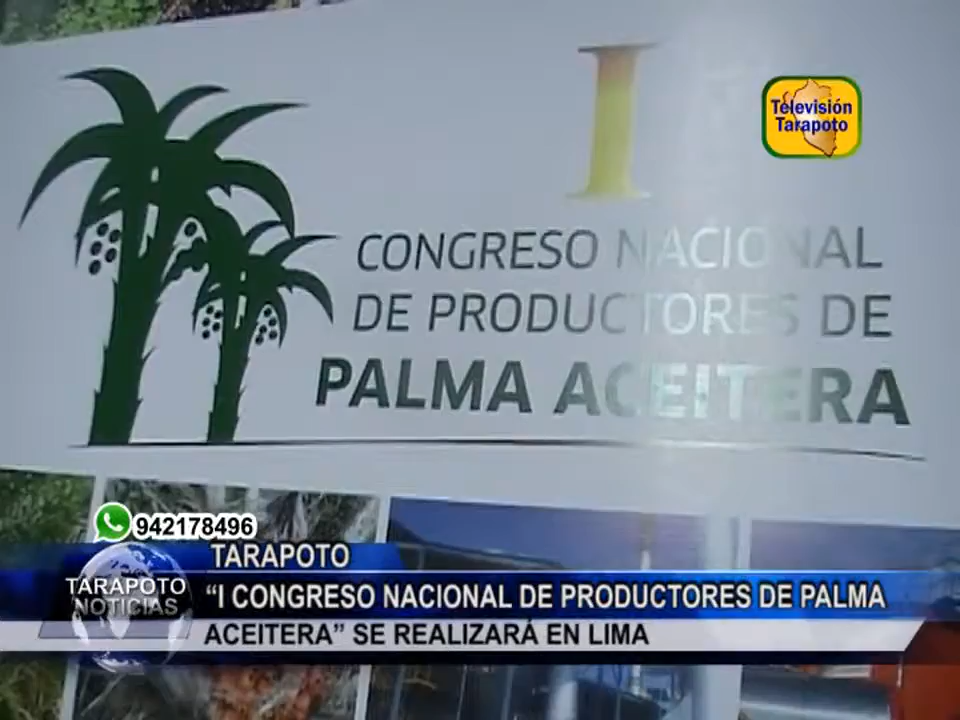 I
Televisión
Tarapoto
CONGRESO NACIONAL
DE PRODUCTORES DE
PALMA ACEITERA
942178496
TARAPOTO
TARAPOTO
NOTICIAS
“I CONGRESO NACIONAL DE PRODUCTORES DE PALMA
ACEITERA” SE REALIZARÁ EN LIMA